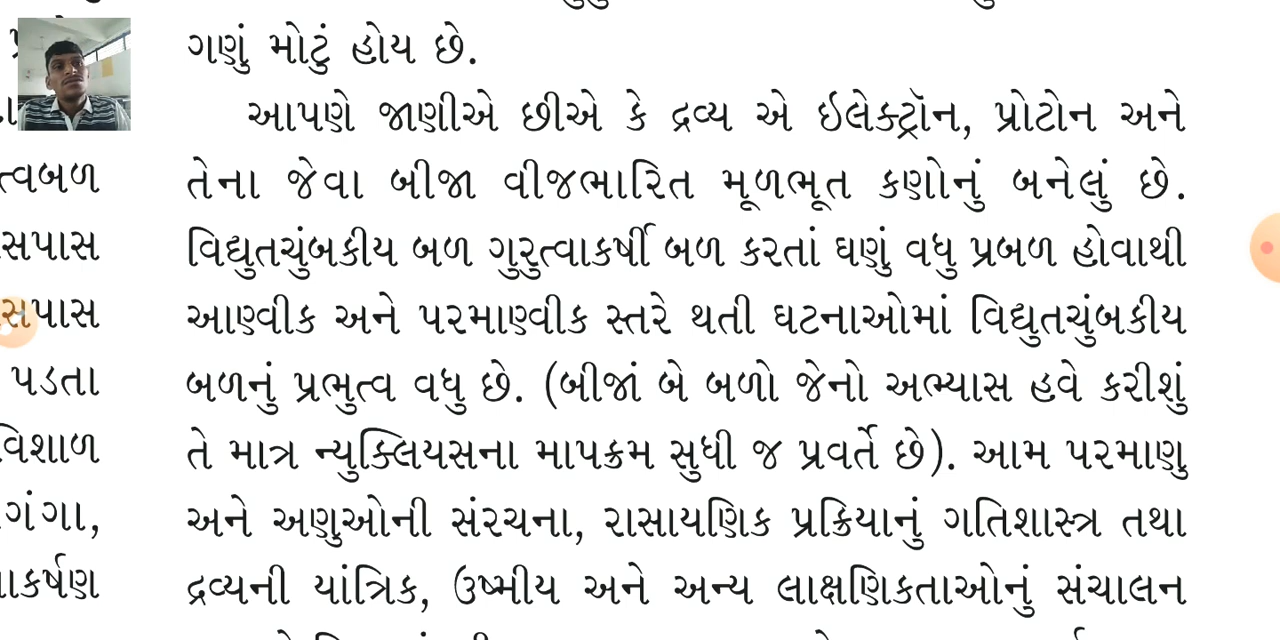 ત્વબળ
સપાસ
સપાસ
પડતા
વિશાળ
ગંગા,
કર્ષણ
ગણું મોટું હોય છે.
આપણે જાણીએ છીએ કે દ્રવ્ય એ ઇલેક્ટ્રૉન, પ્રોટોન અને
તેના જેવા બીજા વીજભારિત મૂળભૂત કણોનું બનેલું છે.
વિદ્યુતચુંબકીય બળ ગુરુત્વાકર્ષી બળ કરતાં ઘણું વધુ પ્રબળ હોવાથી
આણ્વીક અને પરમાણ્વીક સ્તરે થતી ઘટનાઓમાં વિદ્યુતચુંબકીય
બળનું પ્રભુત્વ વધુ છે. (બીજાં બે બળો જેનો અભ્યાસ હવે કરીશું
તે માત્ર ન્યુક્લિયસના માપક્રમ સુધી જ પ્રવર્તે છે). આમ પરમાણુ
અને અણુઓની સંરચના, રાસાયણિક પ્રક્રિયાનું ગતિશાસ્ત્ર તથા
દ્રવ્યની યાંત્રિક, ઉષ્મીય અને અન્ય લાક્ષણિકતાઓનું સંચાલન